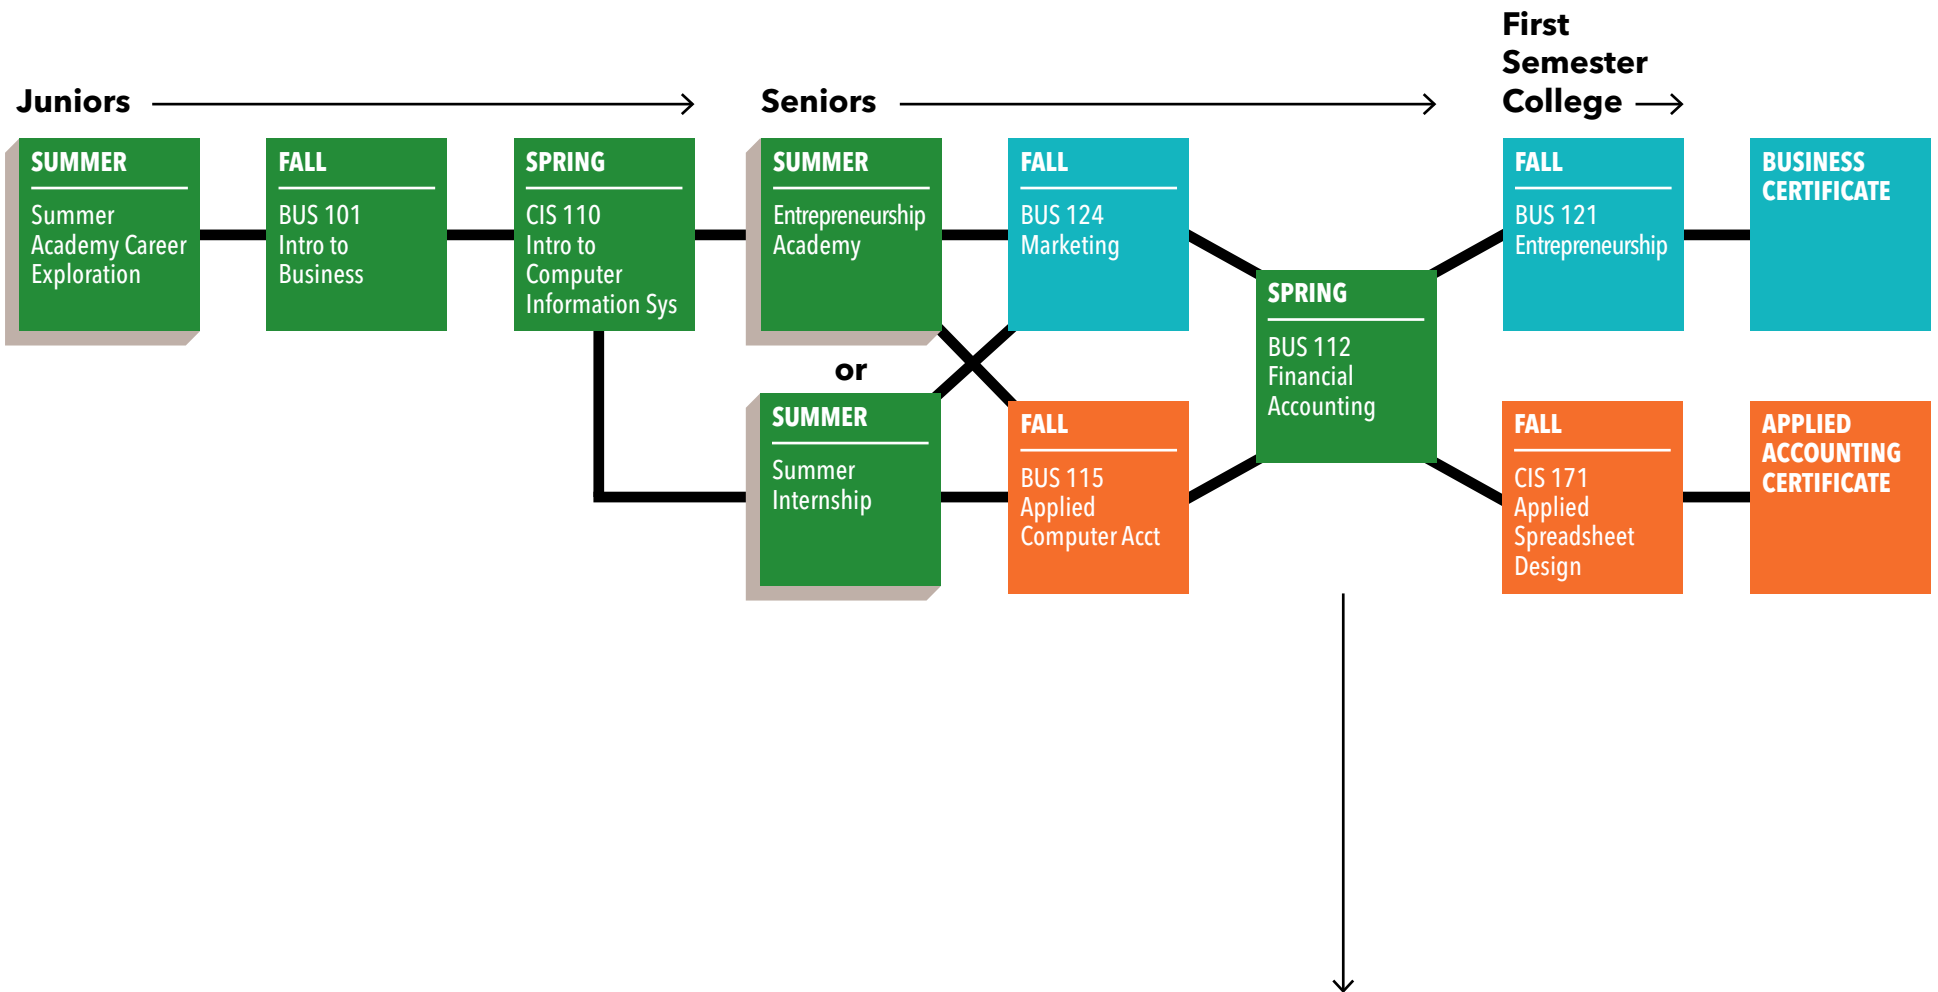 First
Semester
College
Juniors
Seniors
SUMMER
Summer
Academy Career
Exploration
FALL
BUS 101
Intro to
Business
SPRING
CIS 110
Intro to
Computer
Information Sys
SUMMER
Entrepreneurship
Academy
or
SUMMER
Summer
Internship
FALL
BUS 124
Marketing
FALL
BUS 115
Applied
Computer Acct
SPRING
BUS 112
Financial
Accounting
FALL
BUS 121
Entrepreneurship
BUSINESS
CERTIFICATE
FALL
CIS 171
Applied
Spreadsheet
Design
APPLIED
ACCOUNTING
CERTIFICATE